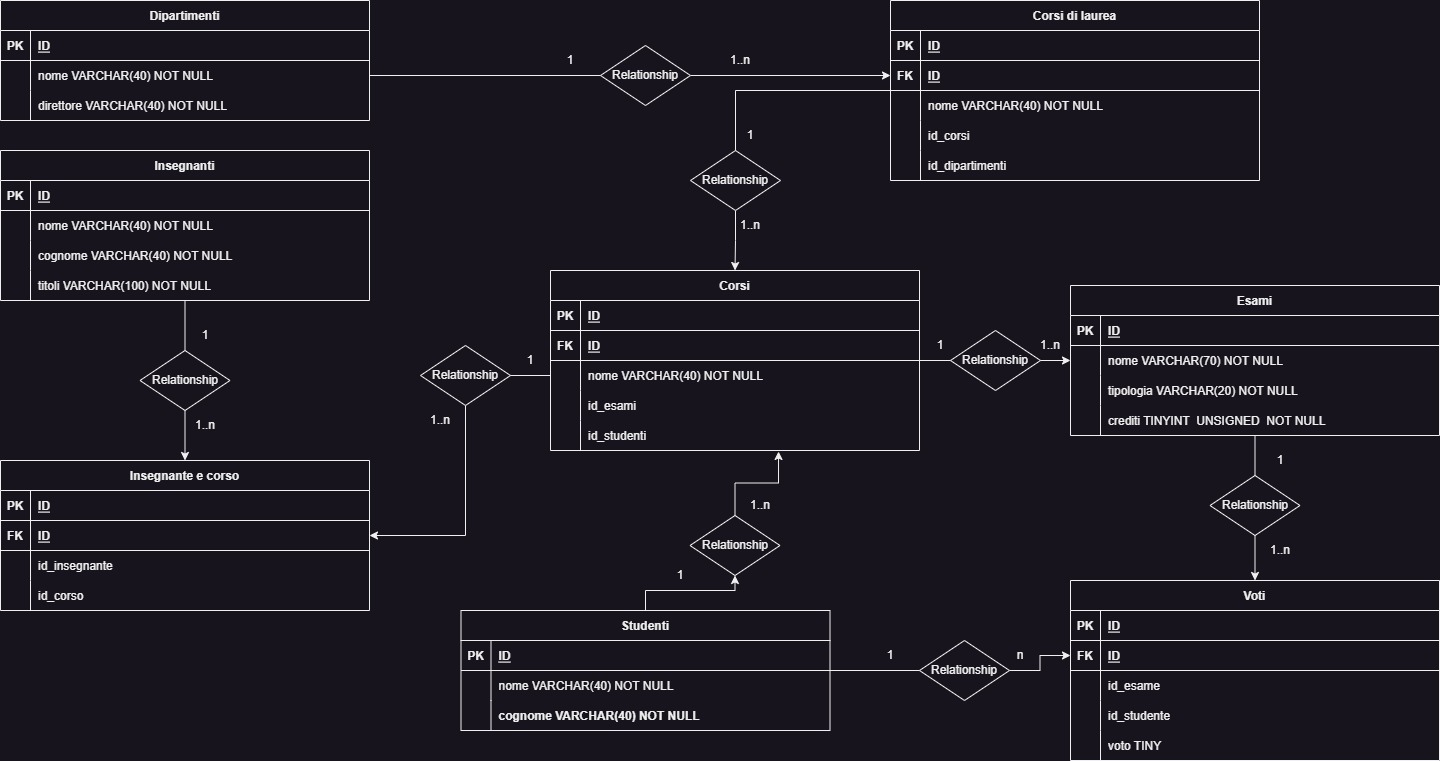 Dipartimenti
PK ID
nome VARCHAR(40) NOT NULL
direttore VARCHAR(40) NOT NULL
1
Relationship
1..n
Corsi di laurea
PK ID
FK ID
nome VARCHAR(40) NOT NULL
id_corsi
id_dipartimenti
1
Relationship
1..n
Insegnanti
PK ID
nome VARCHAR(40) NOT NULL
cognome VARCHAR(40) NOT NULL
titoli VARCHAR(100) NOT NULL
1
Relationship
1..n
Corsi
PK ID
FK ID
nome VARCHAR(40) NOT NULL
id_esami
id_studenti
1
Relationship
1..n
1
Relationship
1..n
Esami
PK ID
nome VARCHAR(70) NOT NULL
tipologia VARCHAR(20) NOT NULL
crediti TINYINT UNSIGNED NOT NULL
1
Relationship
1..n
Insegnante e corso
PK ID
FK ID
id_insegnante
id_corso
1..n
Relationship
1
Studenti
PK ID
nome VARCHAR(40) NOT NULL
cognome VARCHAR(40) NOT NULL
1
Relationship
n
Voti
PK ID
FK ID
id_esame
id_studente
voto TINY